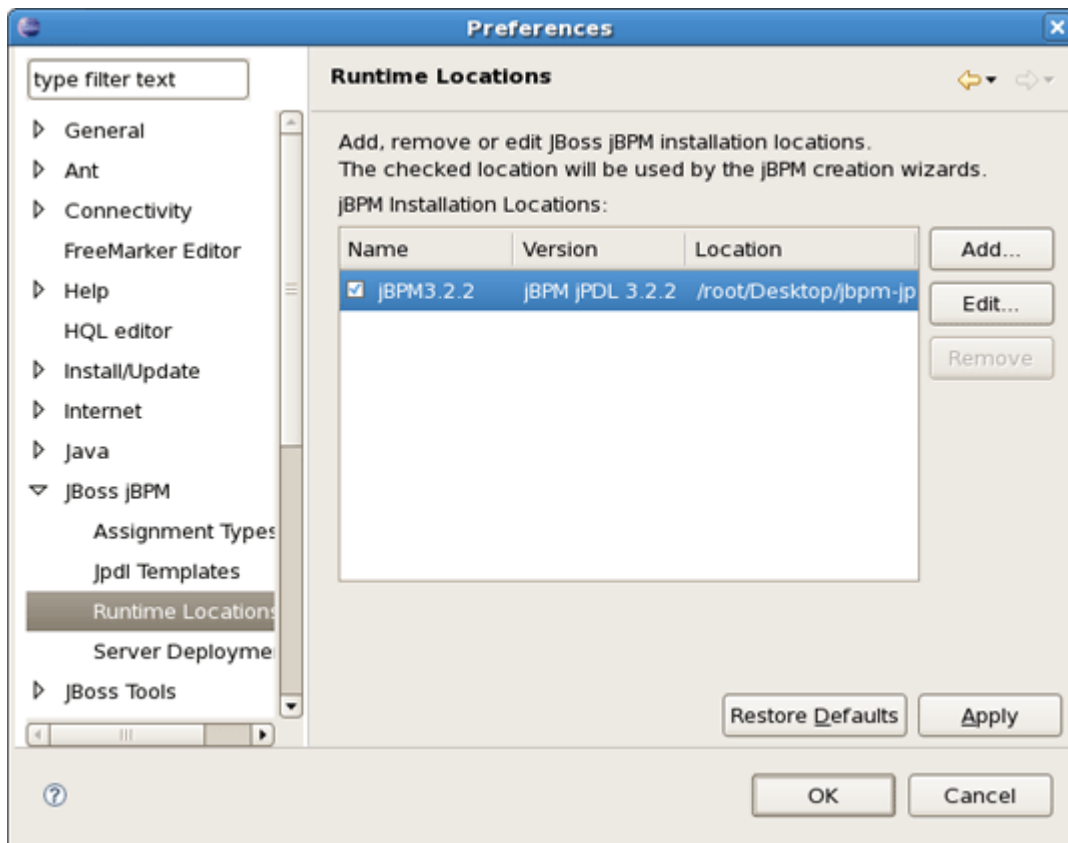 Preferences
type filter text
General
Ant
Connectivity
FreeMarker Editor
Help
HQL editor
Install/Update
Internet
Java
JBoss jBPM
Assignment Types
Jpdl Templates
Runtime Locations
Server Deployme
JBoss Tools
Runtime Locations
Add, remove or edit JBoss jBPM installation locations.
The checked location will be used by the jBPM creation wizards.
jBPM Installation Locations:
Name Version Location
jBPM3.2.2 jBPM jPDL 3.2.2 /root/Desktop/jbpm-jp
Add...
Edit...
Remove
Restore Defaults Apply
OK Cancel